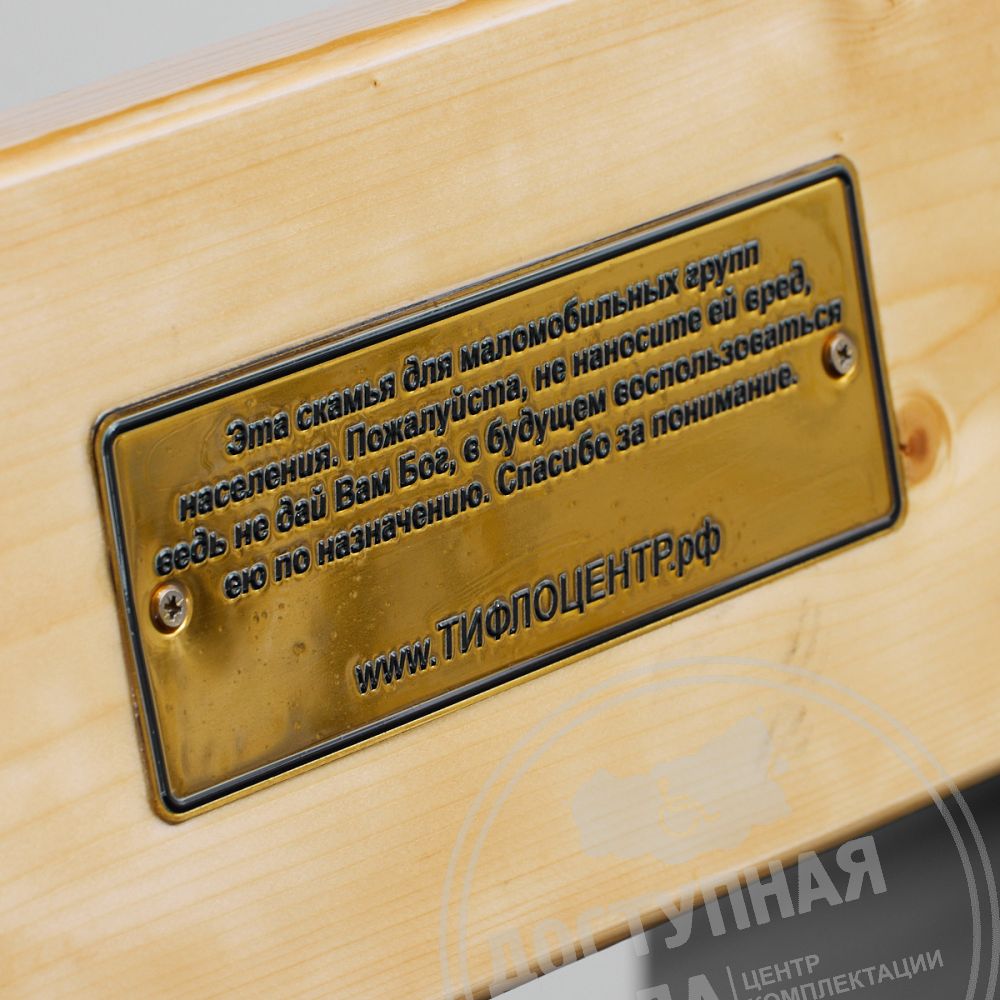 Эта скамья для маломобильных групп
населения. Пожалуйста, не наносите ей вред,
ведь не дай Вам Бог, в будущем воспользоваться
ею по назначению. Спасибо за понимание.
www.ТИФЛОЦЕНТР.рф
ДОСТУПНАЯ
ЦЕНТР
КОМПЛЕКТАЦИИ